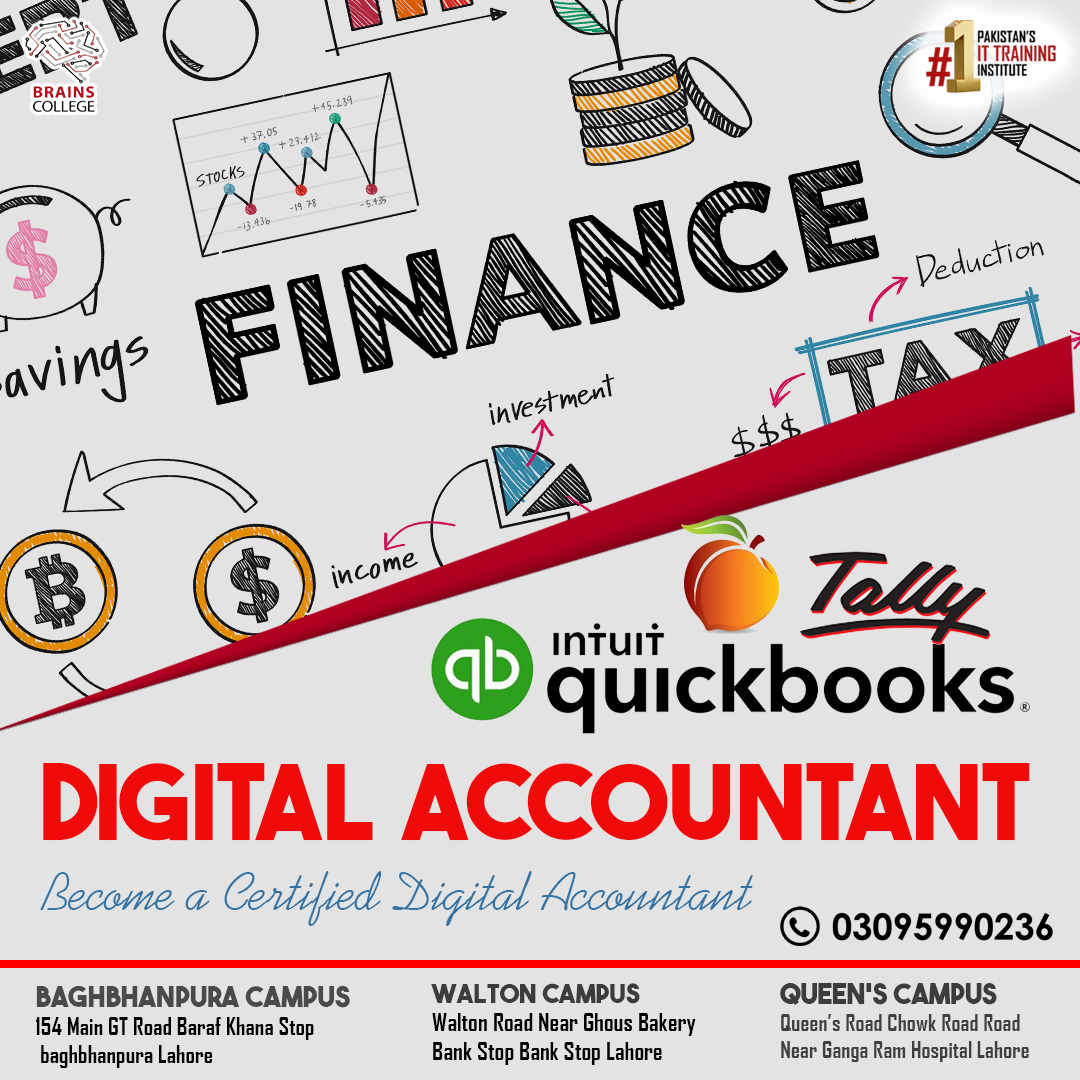 BRAINS
COLLEGE
#1 PAKISTAN'S
IT TRAINING
INSTITUTE
STOCKS
+37.05
+23.412
+45.239
-13.436
-19.78
-5.435
$
avings
FINANCE
Deduction
TAX
$$$
investment
income
$
Tally
qb
intuit
quickbooks®
DIGITAL ACCOUNTANT
Become a Certified Digital Accountant
03095990236
BAGHBHANPURA CAMPUS
154 Main GT Road Baraf Khana Stop
baghbhanpura Lahore
WALTON CAMPUS
Walton Road Near Ghous Bakery
Bank Stop Bank Stop Lahore
QUEEN'S CAMPUS
Queen's Road Chowk Road Road
Near Ganga Ram Hospital Lahore